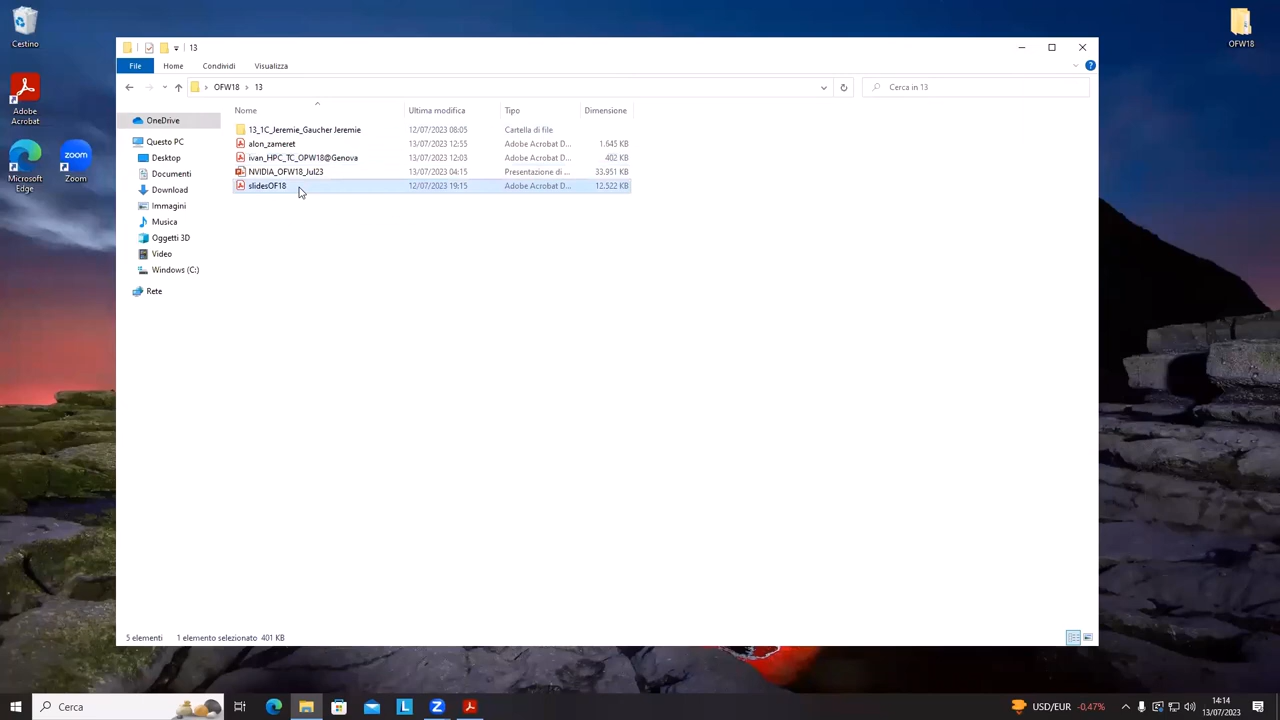 Cestino
OFW18
Adobe
Acrobat
Microsoft
Edge
Zoom
zoom
13
File Home Condividi Visualizza
OFW18 › 13
Cerca in 13
Nome Ultima modifica Tipo Dimensione
OneDrive
Questo PC
Desktop
Documenti
Download
Immagini
Musica
Oggetti 3D
Video
Windows (C:)
Rete
13_1C_Jeremie_Gaucher Jeremie 12/07/2023 08:05 Cartella di file
alon_zameret 13/07/2023 12:55 Adobe Acrobat D... 1.645 KB
ivan_HPC_TC_OPW18@Genova 13/07/2023 12:03 Adobe Acrobat D... 402 KB
NVIDIA_OFW18_Jul23 13/07/2023 04:15 Presentazione di ... 33.951 KB
slidesOF18 12/07/2023 19:15 Adobe Acrobat D... 12.522 KB
5 elementi 1 elemento selezionato 401 KB
Cerca
USD/EUR -0,47%
14:14
13/07/2023